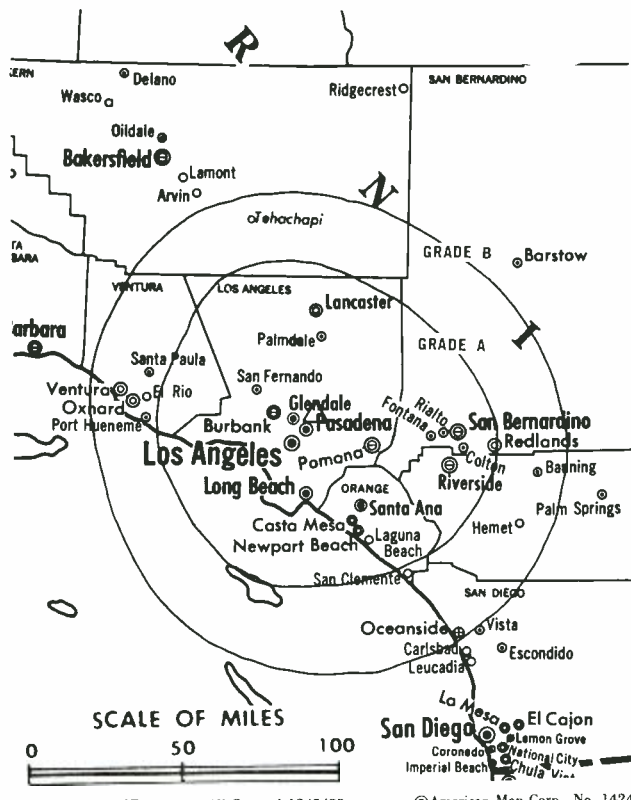 R
KERN
Delano
SAN BERNARDINO
Wasco
Ridgecrest
Oildale
Bakersfield
Lamont
Arvin
N
Tehachapi
GRADE B
Barstow
TA
BARA
VENTURA
LOS ANGELES
Lancaster
I
arbara
Palmdale
GRADE A
Santa Paula
San Fernando
Ventura
El Rio
Oxnard
Port Hueneme
Burbank
Glendale
Pasadena
Fontana
Rialto
San Bernardino
Redlands
Los Angeles
Pomona
Colton
Banning
Riverside
Long Beach
ORANGE
Santa Ana
Palm Springs
Costa Mesa
Hemet
Newport Beach
Laguna
Beach
San Clemente
SAN DIEGO
Oceanside
Vista
Carlsbad
Escondido
Leucadia
La Mesa
El Cajon
SCALE OF MILES
San Diego
Lemon Grove
Coronado
National City
0 50 100
Imperial Beach
Chula Vist
©American Map Corp. No. 1424